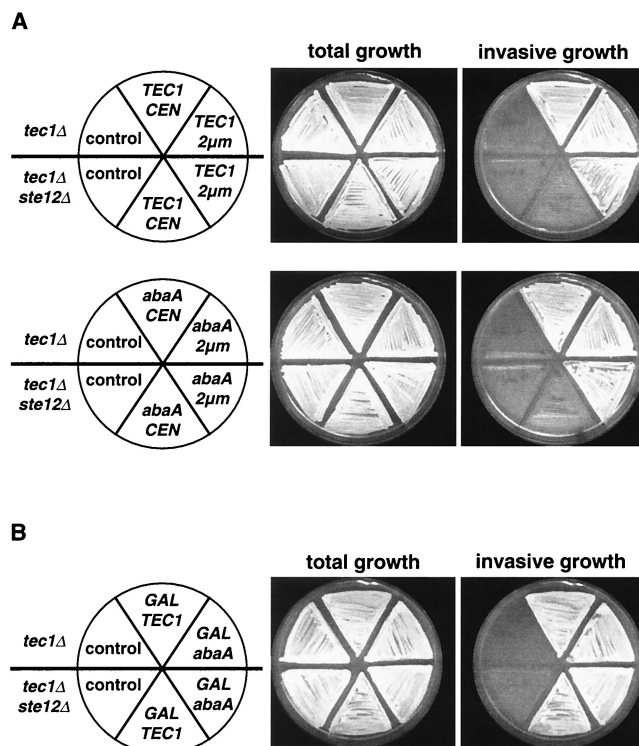 A
total growth
invasive growth
tec1Δ
tec1Δ
ste12Δ
control
TEC1
CEN
TEC1
2μm
control
TEC1
CEN
TEC1
2μm
tec1Δ
tec1Δ
ste12Δ
control
abaA
CEN
abaA
2μm
control
abaA
CEN
abaA
2μm
B
total growth
invasive growth
tec1Δ
tec1Δ
ste12Δ
control
GAL
TEC1
GAL
abaA
control
GAL
TEC1
GAL
abaA